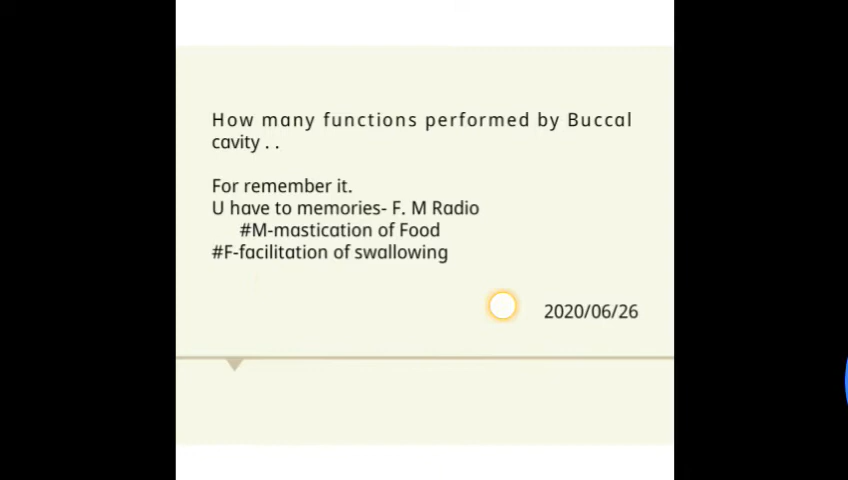 How many functions performed by Buccal
cavity . .
For remember it.
U have to memories- F. M Radio
#M-mastication of Food
#F-facilitation of swallowing
2020/06/26